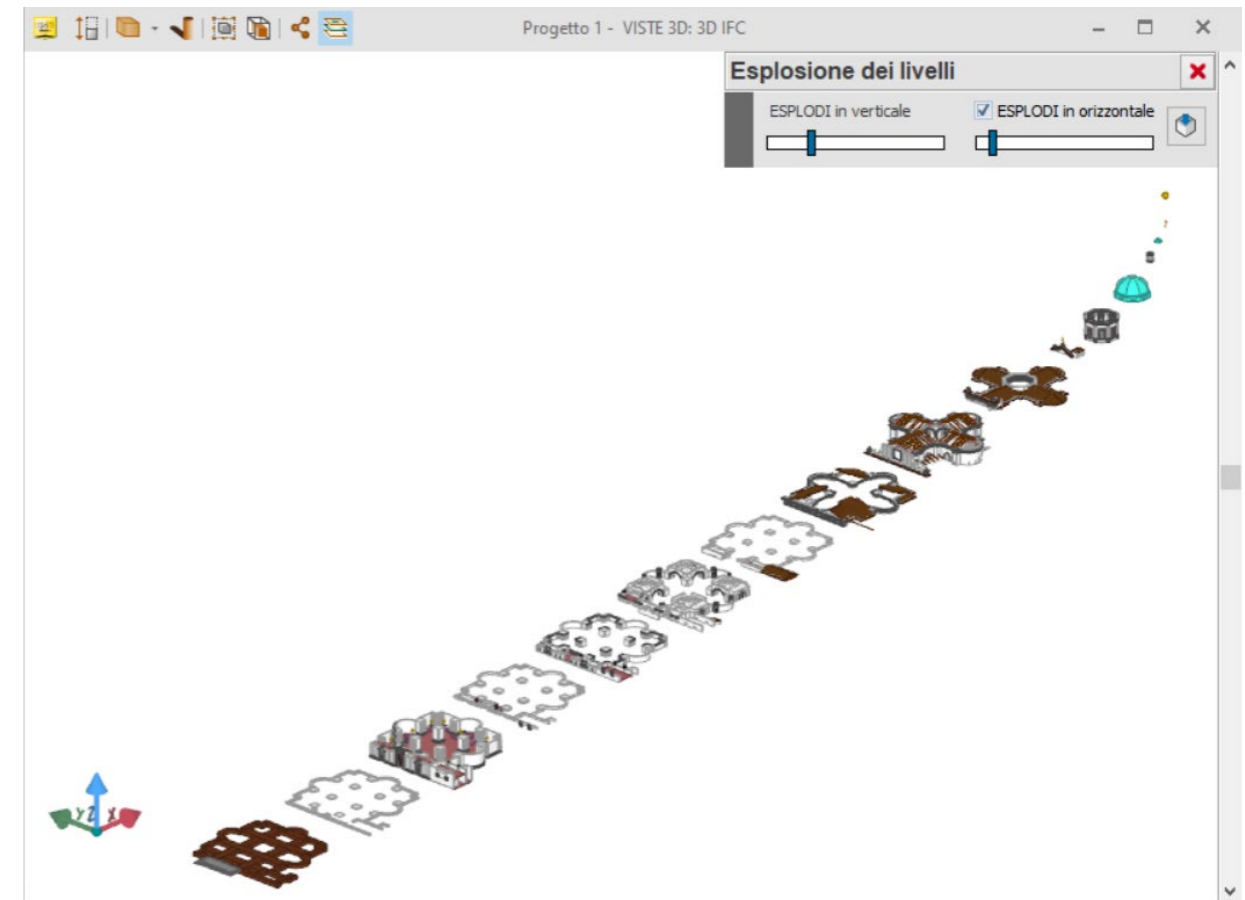 Progetto 1 - VISTE 3D: 3D IFC
Esplosione dei livelli
ESPLODI in verticale
ESPLODI in orizzontale
Y Z X